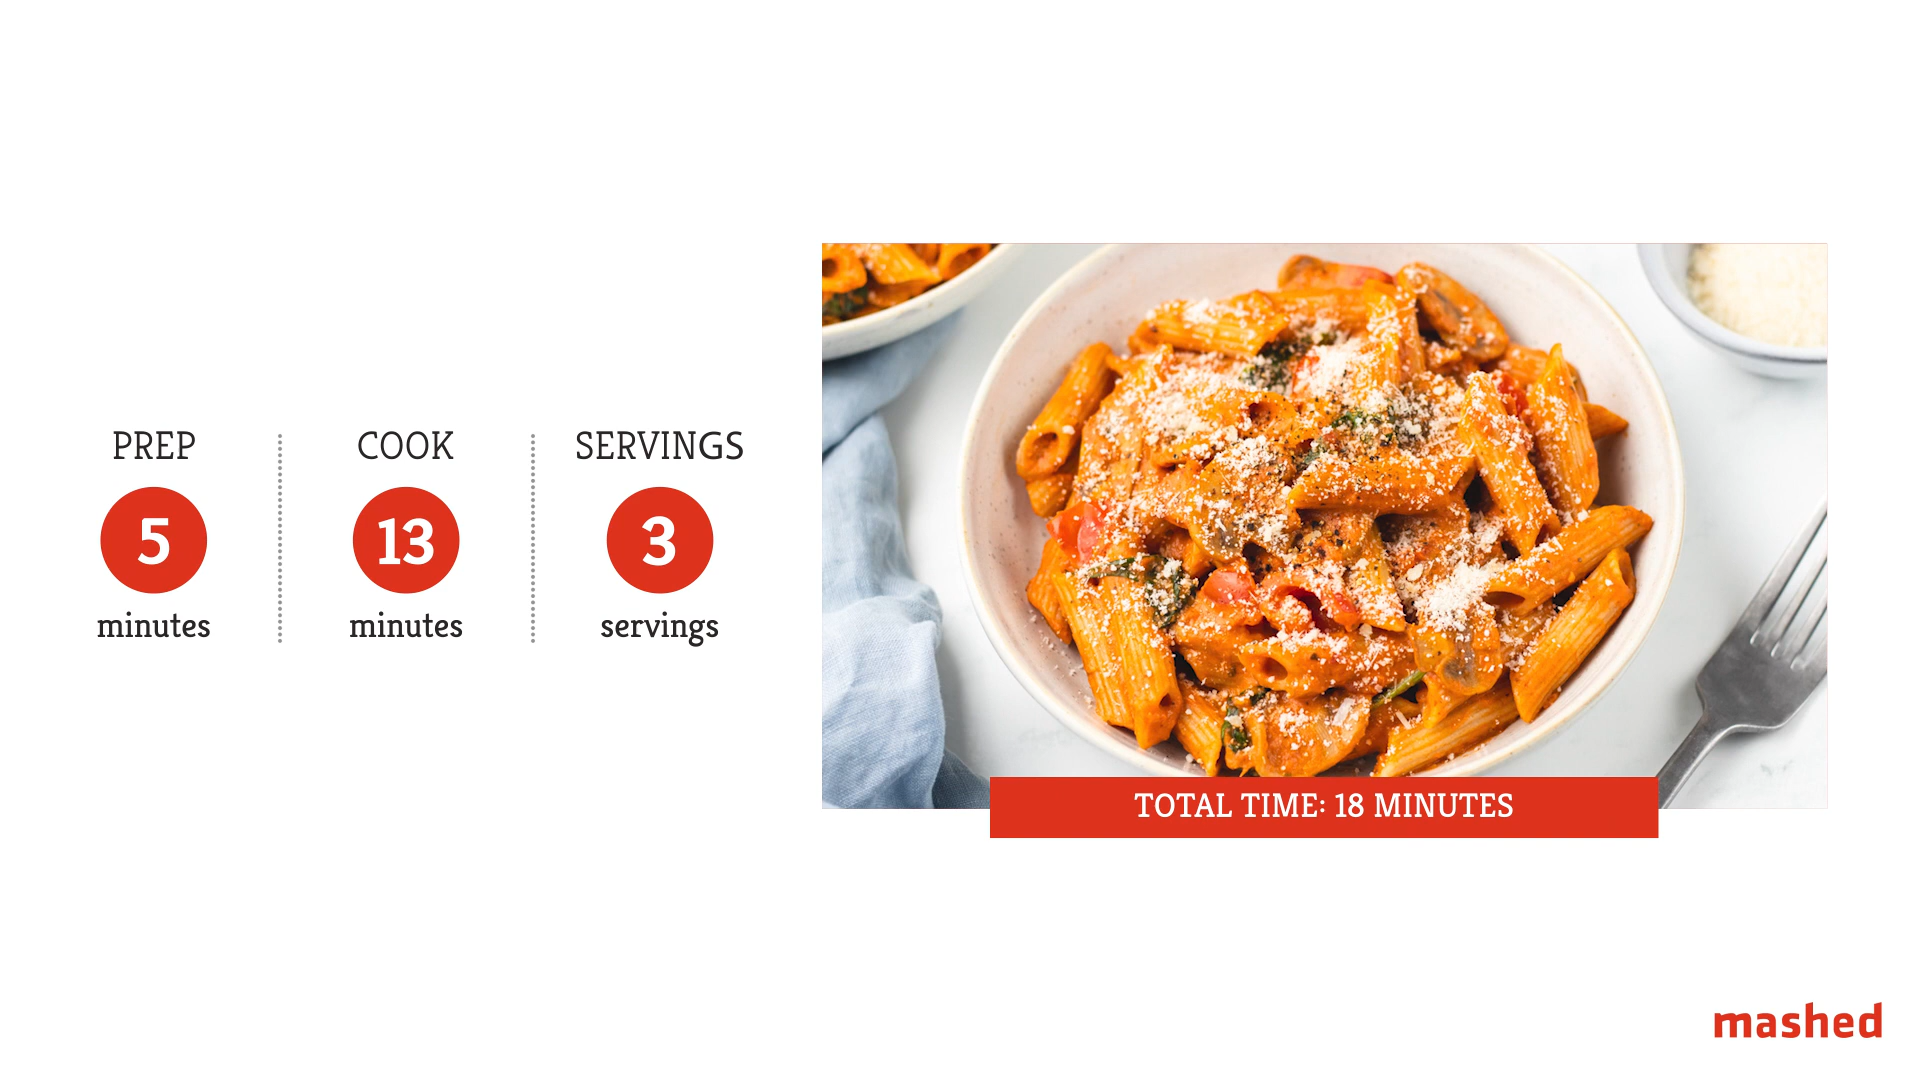 PREP
5
minutes
COOK
13
minutes
SERVINGS
3
servings
TOTAL TIME: 18 MINUTES
mashed